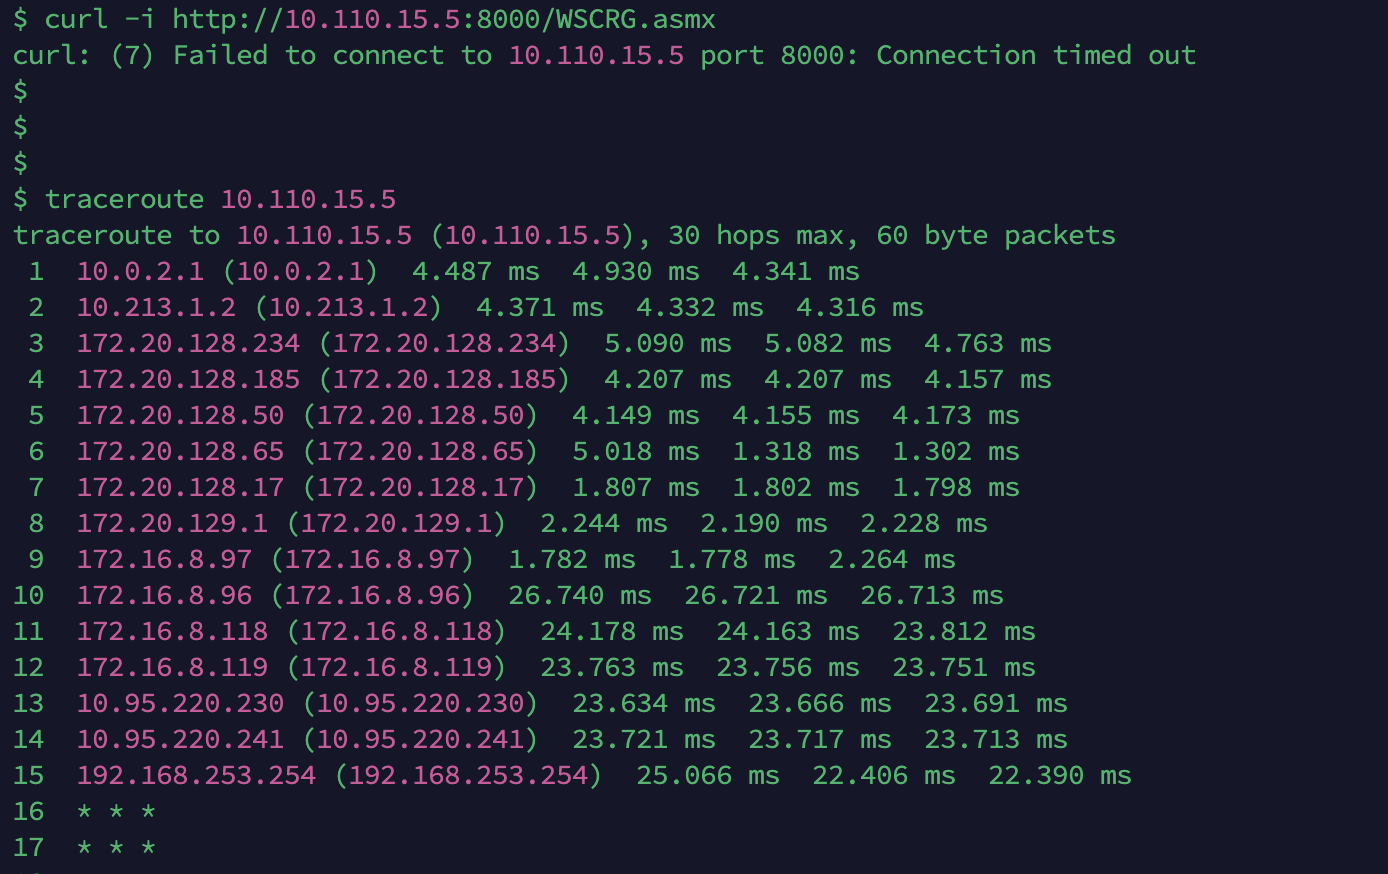 $ curl -i http://10.110.15.5:8000/WSCRG.asmx
curl: (7) Failed to connect to 10.110.15.5 port 8000: Connection timed out
$
$
$
$ traceroute 10.110.15.5
traceroute to 10.110.15.5 (10.110.15.5), 30 hops max, 60 byte packets
 1  10.0.2.1 (10.0.2.1)  4.487 ms  4.930 ms  4.341 ms
 2  10.213.1.2 (10.213.1.2)  4.371 ms  4.332 ms  4.316 ms
 3  172.20.128.234 (172.20.128.234)  5.090 ms  5.082 ms  4.763 ms
 4  172.20.128.185 (172.20.128.185)  4.207 ms  4.207 ms  4.157 ms
 5  172.20.128.50 (172.20.128.50)  4.149 ms  4.155 ms  4.173 ms
 6  172.20.128.65 (172.20.128.65)  5.018 ms  1.318 ms  1.302 ms
 7  172.20.128.17 (172.20.128.17)  1.807 ms  1.802 ms  1.798 ms
 8  172.20.129.1 (172.20.129.1)  2.244 ms  2.190 ms  2.228 ms
 9  172.16.8.97 (172.16.8.97)  1.782 ms  1.778 ms  2.264 ms
10  172.16.8.96 (172.16.8.96)  26.740 ms  26.721 ms  26.713 ms
11  172.16.8.118 (172.16.8.118)  24.178 ms  24.163 ms  23.812 ms
12  172.16.8.119 (172.16.8.119)  23.763 ms  23.756 ms  23.751 ms
13  10.95.220.230 (10.95.220.230)  23.634 ms  23.666 ms  23.691 ms
14  10.95.220.241 (10.95.220.241)  23.721 ms  23.717 ms  23.713 ms
15  192.168.253.254 (192.168.253.254)  25.066 ms  22.406 ms  22.390 ms
16  * * *
17  * * *